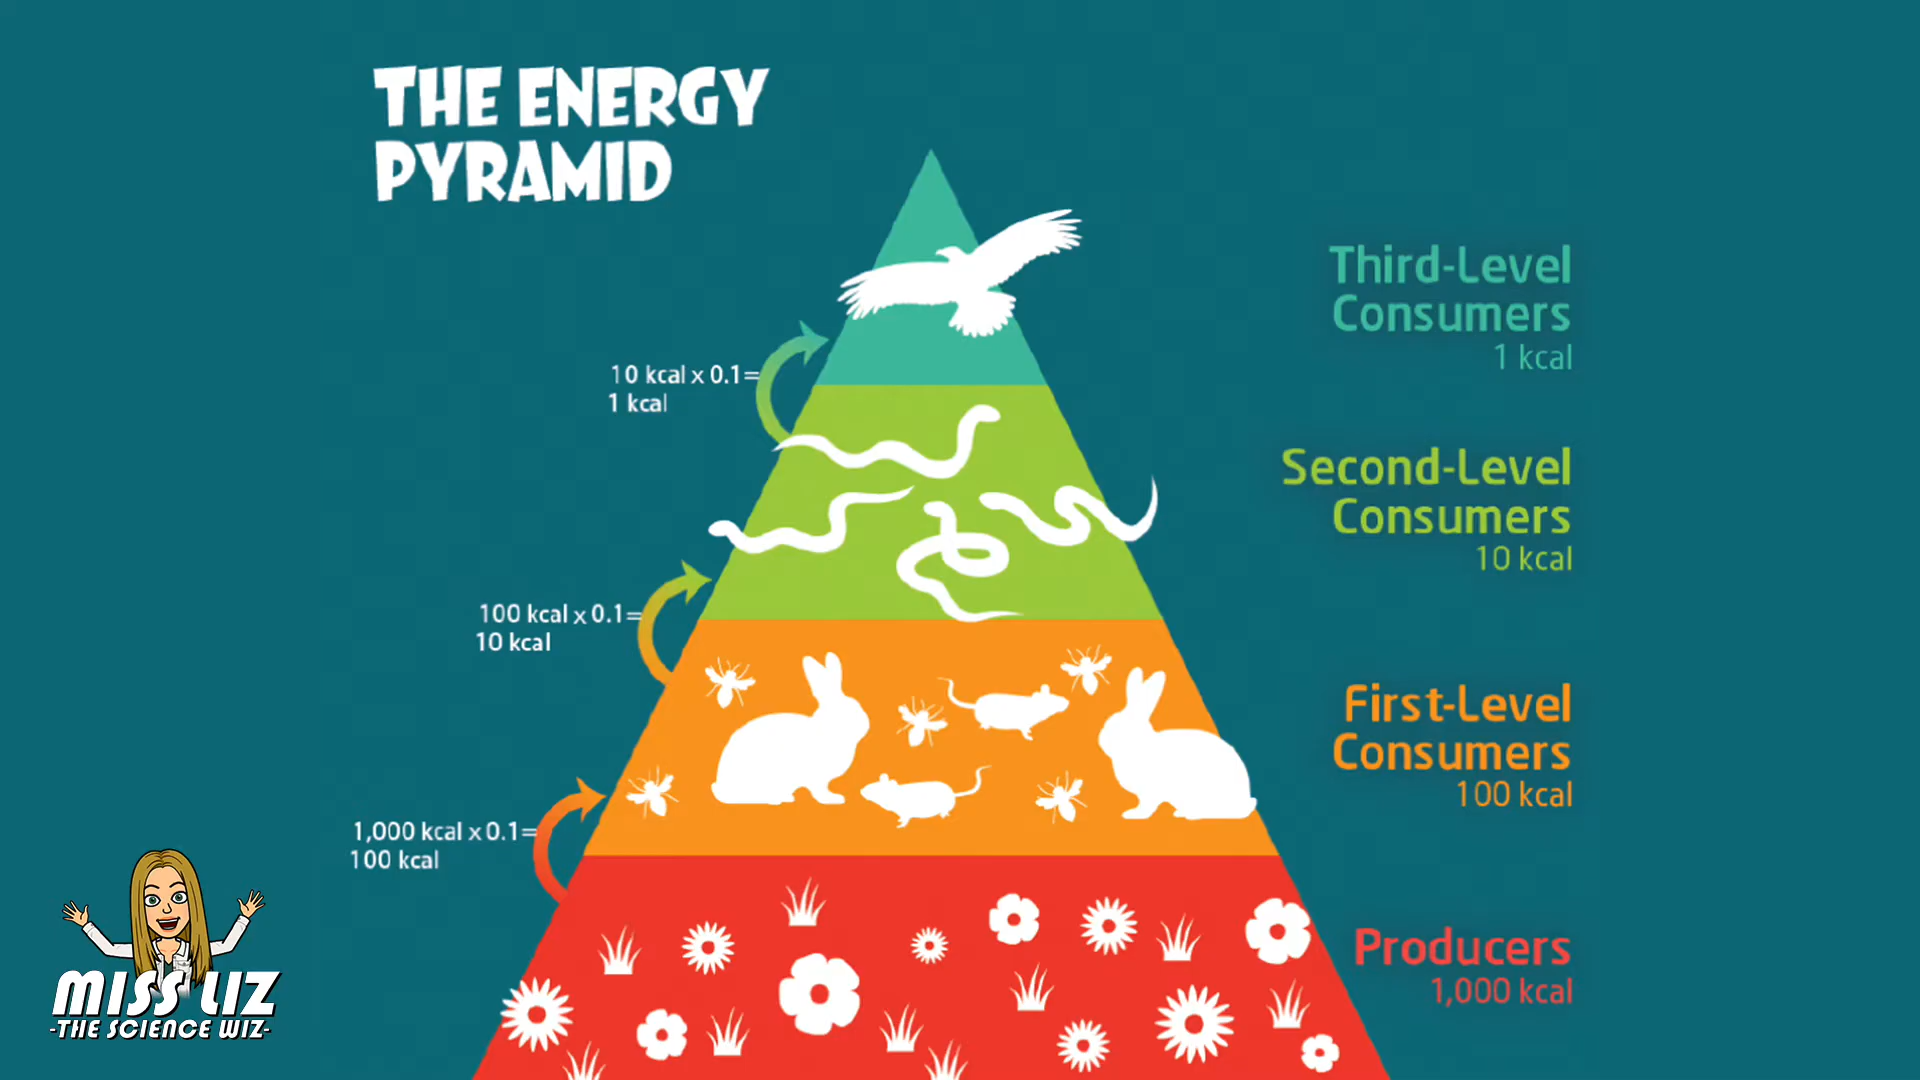 THE ENERGY
PYRAMID
Third-Level
Consumers
1 kcal
10 kcal x 0.1=
1 kcal
Second-Level
Consumers
10 kcal
100 kcal x 0.1=
10 kcal
First-Level
Consumers
100 kcal
1,000 kcal x 0.1=
100 kcal
Producers
1,000 kcal
MISS LIZ
-THE SCIENCE WIZ-